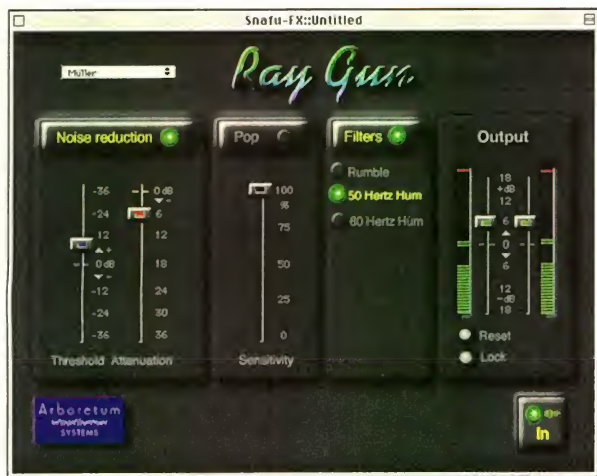 Snafu-FX::Untitled
Müller
Ray Gun
Noise reduction
-36
-24
12
+
0 dB
-
-12
-24
-36
0 dB
-
6
12
18
24
30
36
Threshold Attenuation
Pop
100
%
75
50
25
0
Sensitivity
Filters
Rumble
50 Hertz Hum
60 Hertz Hum
Output
18
+dB
12
6
0
6
12
-dB
18
Reset
Lock
Arboretum
SYSTEMS
In